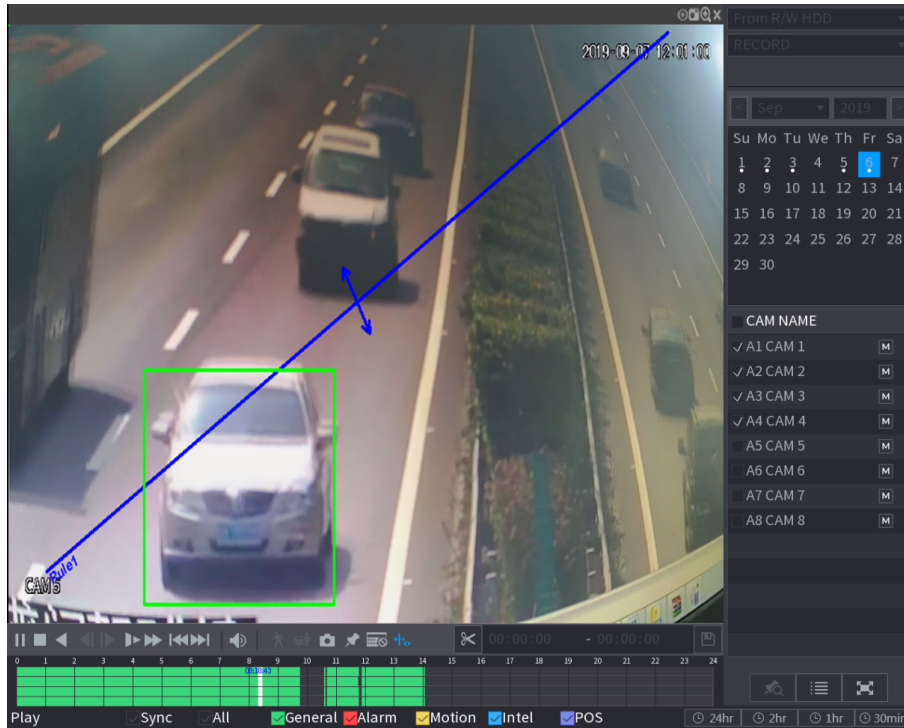 From R/W HDD
RECORD
2019-09-07 12:01:00
Sep 2019
Su Mo Tu We Th Fr Sa
1 2 3 4 5 6 7
8 9 10 11 12 13 14
15 16 17 18 19 20 21
22 23 24 25 26 27 28
29 30
CAM NAME
A1 CAM 1 M
A2 CAM 2 M
A3 CAM 3 M
A4 CAM 4 M
A5 CAM 5 M
A6 CAM 6 M
A7 CAM 7 M
A8 CAM 8 M
Rule1
CAM 5
00:00:00 - 00:00:00
0 1 2 3 4 5 6 7 8 9 10 11 12 13 14 15 16 17 18 19 20 21 22 23 24
Play Sync All General Alarm Motion Intel POS
24hr 2hr 1hr 30min